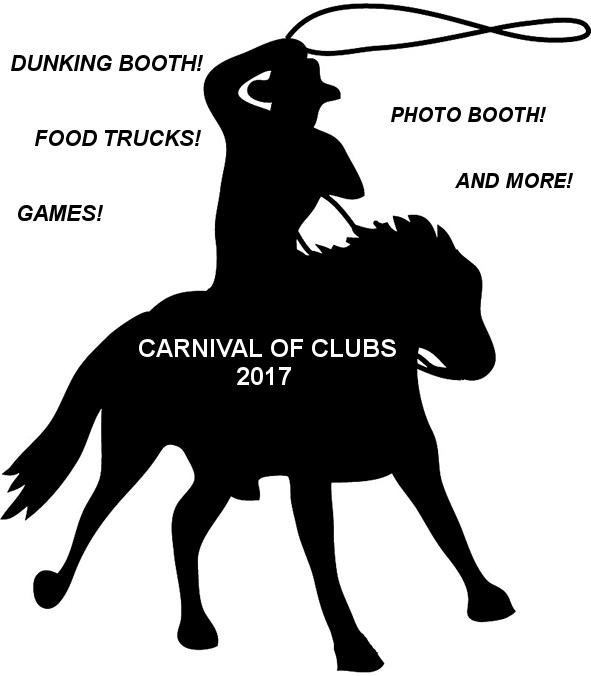 DUNKING BOOTH!
PHOTO BOOTH!
FOOD TRUCKS!
AND MORE!
GAMES!
CARNIVAL OF CLUBS
2017